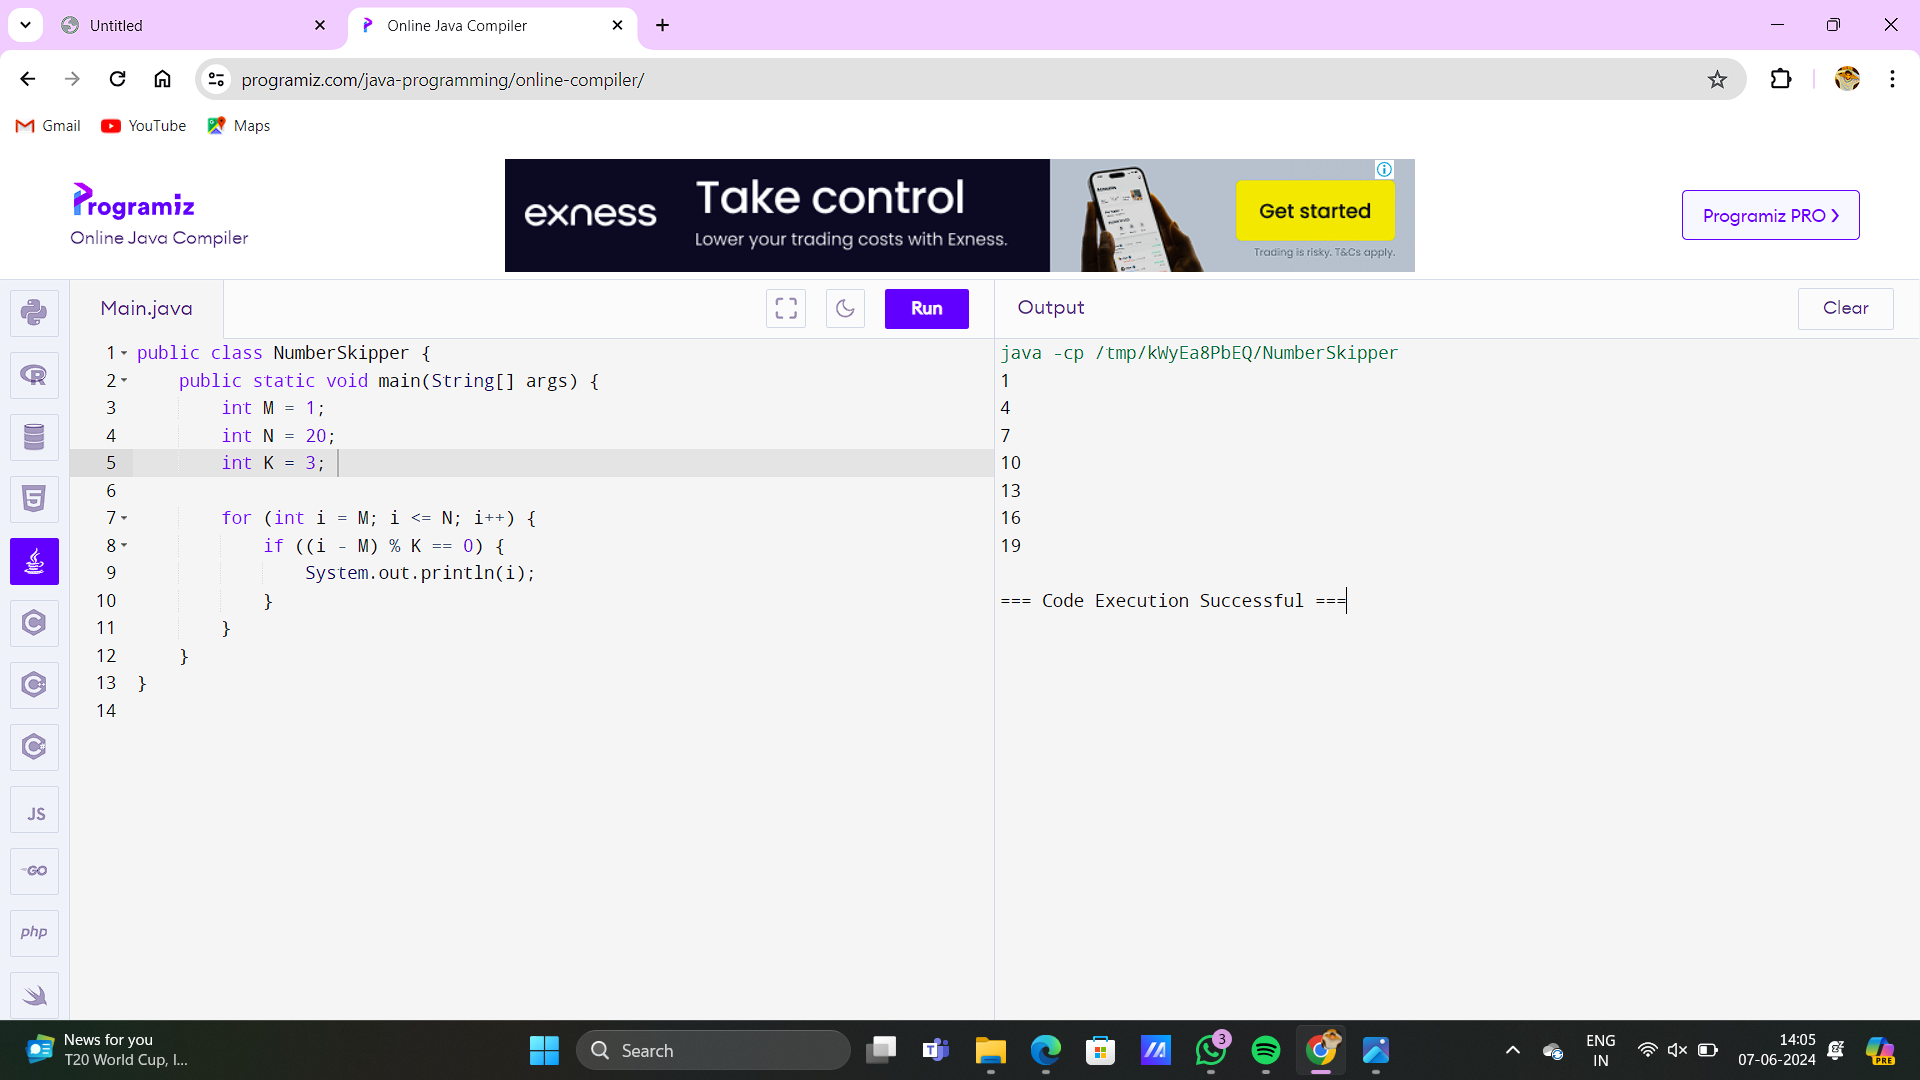 Untitled
Online Java Compiler
programiz.com/java-programming/online-compiler/
Gmail
YouTube
Maps
Programiz
Online Java Compiler
exness
Take control
Lower your trading costs with Exness.
Get started
Trading is risky. T&Cs apply.
Programiz PRO ❯
Main.java
Run
Output
Clear
1 public class NumberSkipper {
2     public static void main(String[] args) {
3         int M = 1;
4         int N = 20;
5         int K = 3;
6
7         for (int i = M; i <= N; i++) {
8             if ((i - M) % K == 0) {
9                 System.out.println(i);
10             }
11         }
12     }
13 }
14
java -cp /tmp/kWyEa8PbEQ/NumberSkipper
1
4
7
10
13
16
19
=== Code Execution Successful ===
R
5
C
C
C
JS
GO
php
News for you
T20 World Cup, I...
Search
3
ENG
IN
14:05
07-06-2024
PRE